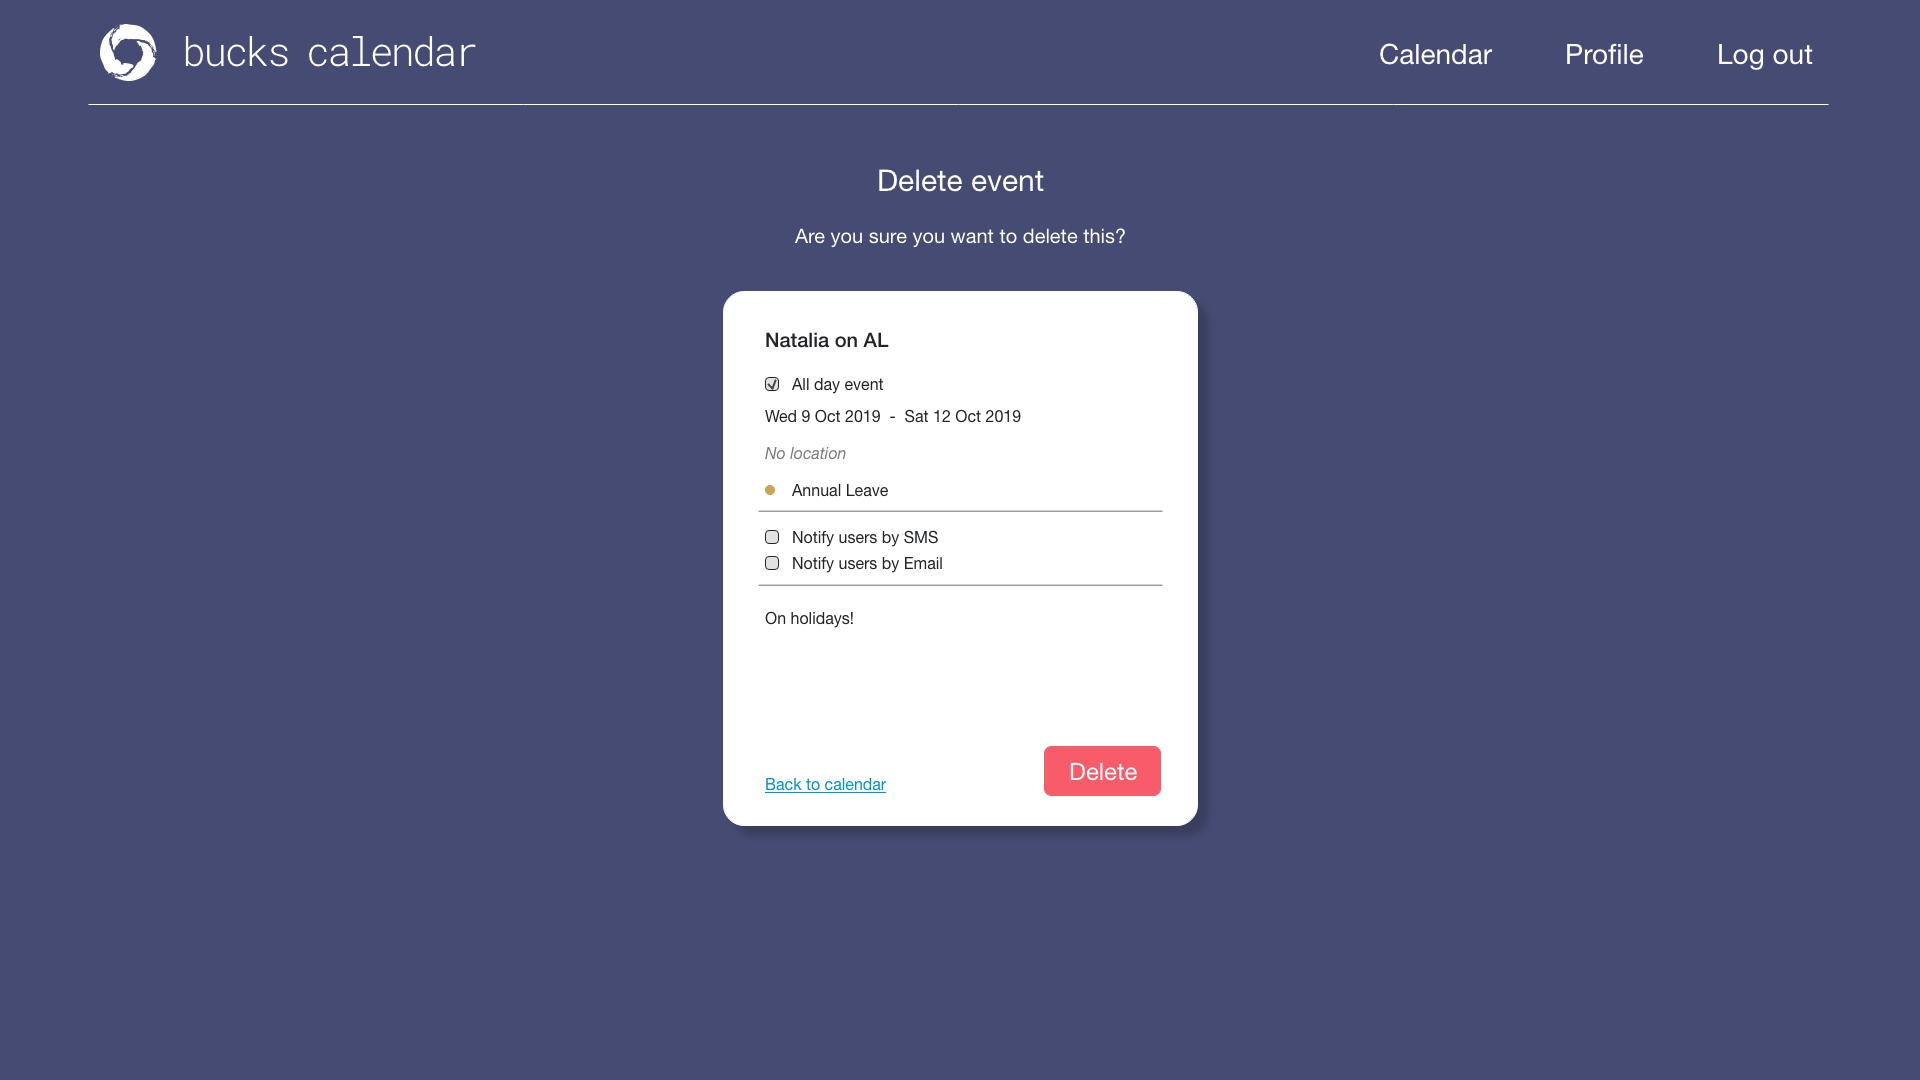 bucks calendar
Calendar Profile Log out
Delete event
Are you sure you want to delete this?
Natalia on AL
All day event
Wed 9 Oct 2019 - Sat 12 Oct 2019
No location
Annual Leave
Notify users by SMS
Notify users by Email
On holidays!
Back to calendar
Delete